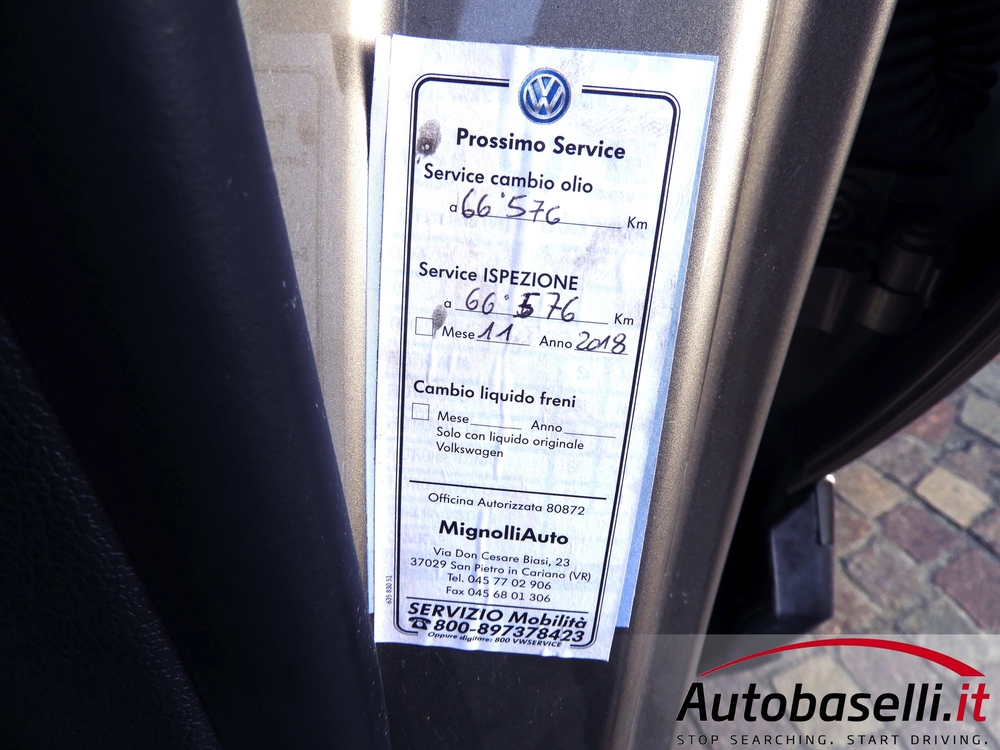 Prossimo Service
Service cambio olio
a 66°576 Km
Service ISPEZIONE
a 66°576 Km
Mese 11 Anno 2018
Cambio liquido freni
Mese______ Anno______
Solo con liquido originale
Volkswagen
Officina Autorizzata 80872
MignolliAuto
Via Don Cesare Biasi, 23
37029 San Pietro in Cariano (VR)
Tel. 045 77 02 906
Fax 045 68 01 306
SERVIZIO Mobilità
☎800-897378423
Oppure digitare: 800 VWSERVICE
Autobaselli.it
STOP SEARCHING. START DRIVING.